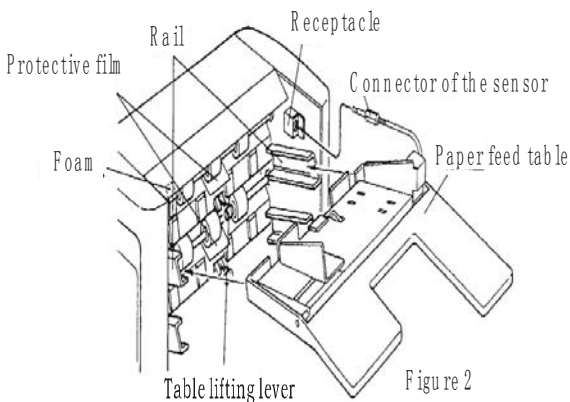 Receptacle
Rail
Protective film
Connector of the sensor
Foam
Paper feed table
Table lifting lever
Figure 2